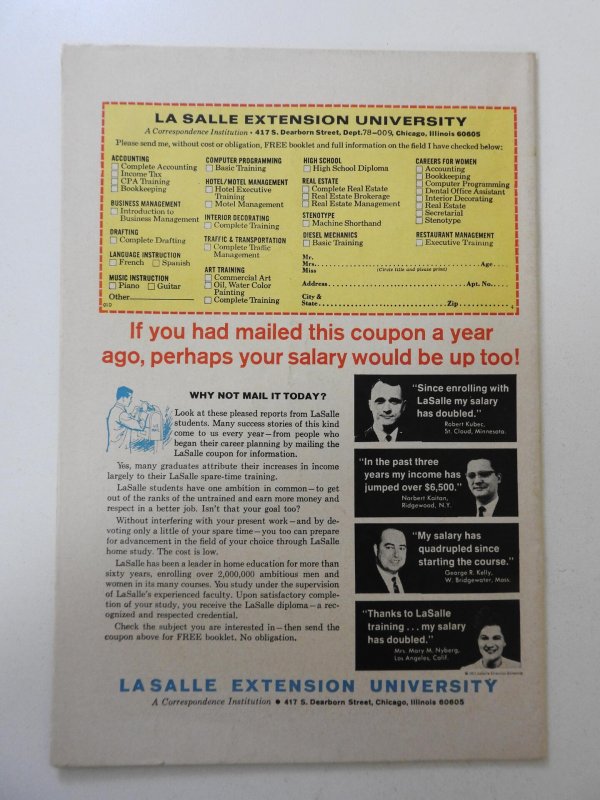 LA SALLE EXTENSION UNIVERSITY
A Correspondence Institution • 417 S. Dearborn Street, Dept. 78-009, Chicago, Illinois 60605
Please send me, without cost or obligation, FREE booklet and full information on the field I have checked below:
ACCOUNTING
Complete Accounting
Income Tax
CPA Training
Bookkeeping
BUSINESS MANAGEMENT
Introduction to
Business Management
DRAFTING
Complete Drafting
LANGUAGE INSTRUCTION
French Spanish
MUSIC INSTRUCTION
Piano Guitar
Other
COMPUTER PROGRAMMING
Basic Training
HOTEL/MOTEL MANAGEMENT
Hotel Executive
Training
Motel Management
INTERIOR DECORATING
Complete Training
TRAFFIC & TRANSPORTATION
Complete Traffic
Management
ART TRAINING
Commercial Art
Oil, Water Color
Painting
Complete Training
HIGH SCHOOL
High School Diploma
REAL ESTATE
Complete Real Estate
Real Estate Brokerage
Real Estate Management
STENOTYPE
Machine Shorthand
DIESEL MECHANICS
Basic Training
CAREERS FOR WOMEN
Accounting
Bookkeeping
Computer Programming
Dental Office Assistant
Interior Decorating
Real Estate
Secretarial
Stenotype
RESTAURANT MANAGEMENT
Executive Training
Mr.
Mrs. Age
Miss (Circle title and please print)
Address Apt. No.
City &
State Zip
If you had mailed this coupon a year
ago, perhaps your salary would be up too!
WHY NOT MAIL IT TODAY?
Look at these pleased reports from LaSalle
students. Many success stories of this kind
come to us every year—from people who
began their career planning by mailing the
LaSalle coupon for information.
Yes, many graduates attribute their increases in income
largely to their LaSalle spare-time training.
LaSalle students have one ambition in common—to get
out of the ranks of the untrained and earn more money and
respect in a better job. Isn't that your goal too?
Without interfering with your present work—and by de-
voting only a little of your spare time—you too can prepare
for advancement in the field of your choice through LaSalle
home study. The cost is low.
LaSalle has been a leader in home education for more than
sixty years, enrolling over 2,000,000 ambitious men and
women in its many courses. You study under the supervision
of LaSalle's experienced faculty. Upon satisfactory comple-
tion of your study, you receive the LaSalle diploma—a rec-
ognized and respected credential.
Check the subject you are interested in—then send the
coupon above for FREE booklet. No obligation.
"Since enrolling with
LaSalle my salary
has doubled."
Robert Kubec,
St. Cloud, Minnesota.
"In the past three
years my income has
jumped over $6,500."
Norbert Kaitan,
Ridgewood, N.Y.
"My salary has
quadrupled since
starting the course."
George R. Kelly,
W. Bridgewater, Mass.
"Thanks to LaSalle
training . . . my salary
has doubled."
Mrs. Mary M. Nyberg,
Los Angeles, Calif.
LASALLE EXTENSION UNIVERSITY
A Correspondence Institution • 417 S. Dearborn Street, Chicago, Illinois 60605